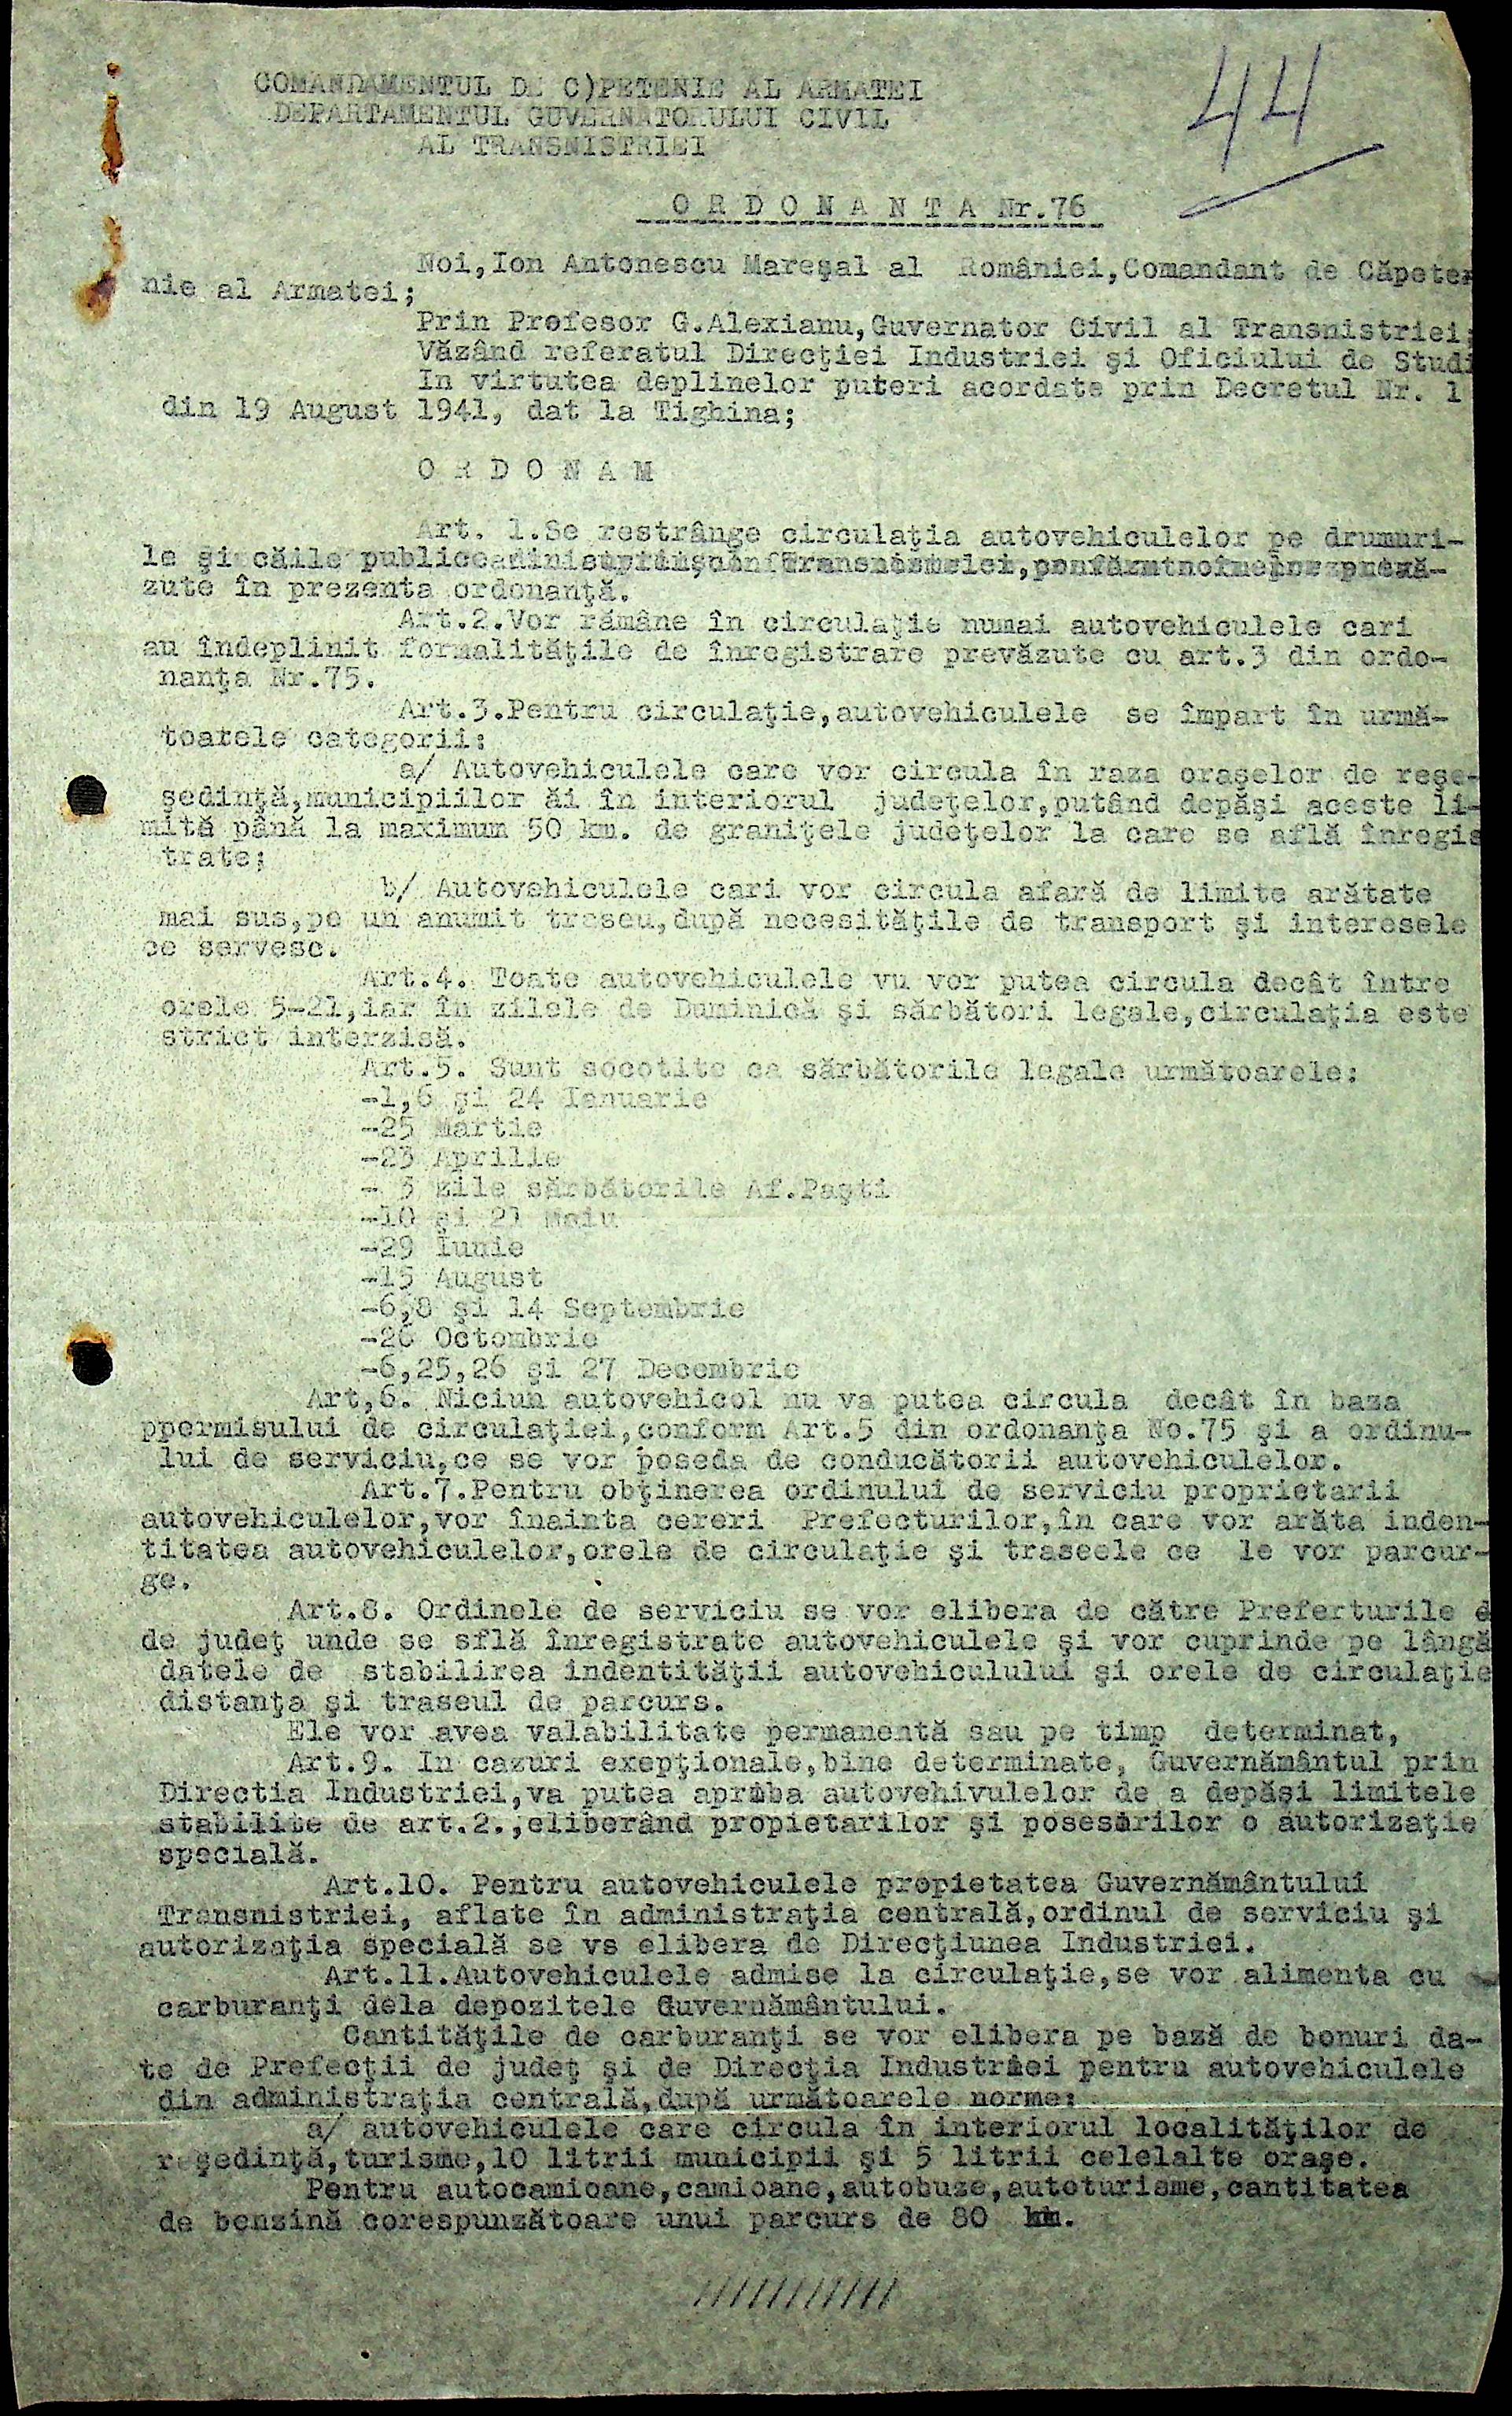 44
COMANDAMENTUL DE C)PETENIE AL ARMATEI
DEPARTAMENTUL GUVERNATORULUI CIVIL
AL TRANSNISTRIEI
O R D O N A N T A Nr.76
Noi,Ion Antonescu Mareşal al României,Comandant de Căpeten
nie al Armatei;
Prin Profesor G.Alexianu,Guvernator Civil al Transnistriei;
Văzând referatul Direcţiei Industriei şi Oficiului de Studi
In virtutea deplinelor puteri acordate prin Decretul Nr. 1
din 19 August 1941, dat la Tighina;
O R D O N A M
Art. 1.Se restrânge circulaţia autovehiculelor pe drumuri-
le şi căile publice
zute în prezenta ordonanţă.
Art.2.Vor rămâne în circulaţie numai autovehiculele cari
au îndeplinit formalităţile de înregistrare prevăzute cu art.3 din ordo-
nanţa Nr.75.
Art.3.Pentru circulaţie,autovehiculele se împart în urmă-
toarele categorii:
a/ Autovehiculele care vor circula în raza oraşelor de reşe-
şedinţă,municipiilor ăi în interiorul judeţelor,putând depăşi aceste li-
mită până la maximum 50 km. de graniţele judeţelor la care se află înregis
trate;
b/ Autovehiculele cari vor circula afară de limite arătate
mai sus,pe un anumit traseu,după necesităţile de transport şi interesele
ce servesc.
Art.4. Toate autovehiculele vu vor putea circula decât între
orele 5-21,iar în zilele de Duminică şi sărbători legale,circulaţia este
strict interzisă.
Art.5. Sunt socotite ca sărbătorile legale următoarele:
-1,6 şi 24 Ianuarie
-25 Martie
-23 Aprilie
- 3 zile sărbătorile Af.Paşti
-10 şi 21 Maiu
-29 Iunie
-15 August
-6,8 şi 14 Septembrie
-26 Octombrie
-6,25,26 şi 27 Decembrie
Art,6. Niciun autovehicol nu va putea circula decât în baza
ppermisului de circulaţiei,conform Art.5 din ordonanţa No.75 şi a ordinu-
lui de serviciu,ce se vor poseda de conducătorii autovehiculelor.
Art.7.Pentru obţinerea ordinului de serviciu proprietarii
autovehiculelor,vor înainta cereri Prefecturilor,în care vor arăta inden-
titatea autovehiculelor,orele de circulaţie şi traseele ce le vor parcur-
ge.
Art.8. Ordinele de serviciu se vor elibera de către Preferturile d
de judeţ unde se sflă înregistrate autovehiculele şi vor cuprinde pe lângă
datele de stabilirea indentităţii autovehiculului şi orele de circulaţie
distanţa şi traseul de parcurs.
Ele vor avea valabilitate permanentă sau pe timp determinat,
Art.9. In cazuri exepţionale,bine determinate, Guvernământul prin
Directia Industriei,va putea aproba autovehivulelor de a depăşi limitele
stabilite de art.2.,eliberând propietarilor şi posesorilor o autorizaţie
specială.
Art.10. Pentru autovehiculele propietatea Guvernământului
Transnistriei, aflate în administraţia centrală,ordinul de serviciu şi
autorizaţia specială se vs elibera de Direcţiunea Industriei.
Art.11.Autovehiculele admise la circulaţie,se vor alimenta cu
carburanţi dela depozitele Guvernământului.
Cantităţile de carburanţi se vor elibera pe bază de bonuri da-
te de Prefecţii de judeţ şi de Direcţia Industriei pentru autovehiculele
din administraţia centrală,după următoarele norme:
a/ autovehiculele care circula în interiorul localităţilor de
reşedinţă,turisme,10 litrii municipii şi 5 litrii celelalte oraşe.
Pentru autocamioane,camioane,autobuze,autoturisme,cantitatea
de benzină corespunzătoare unui parcurs de 80 km.
///////////